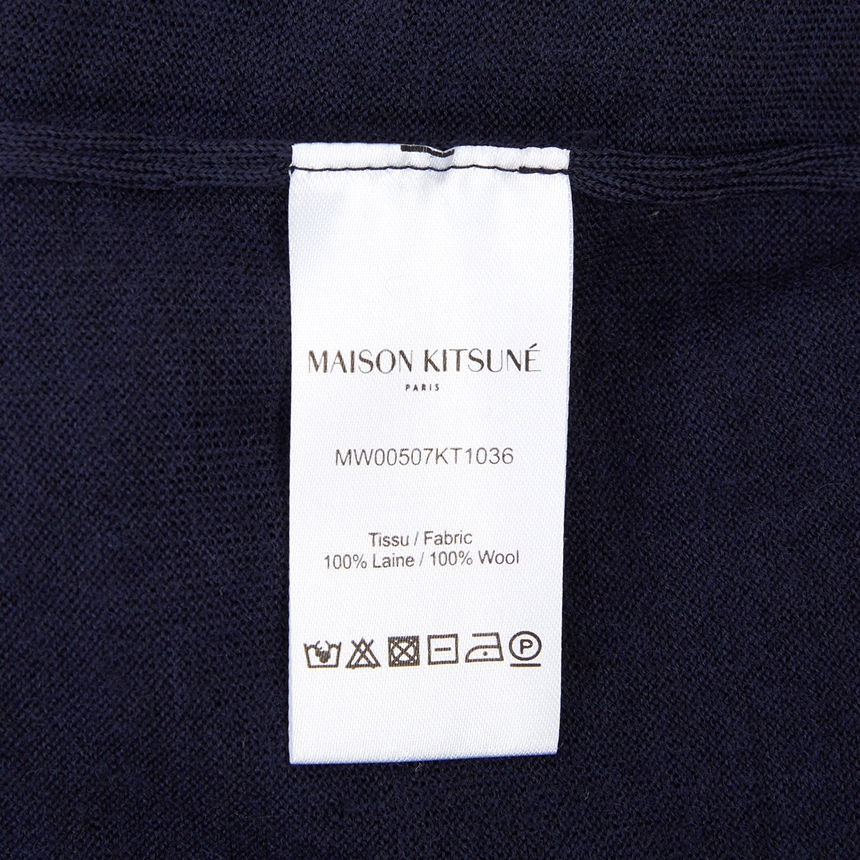 MAISON KITSUNÉ
PARIS
MW00507KT1036
Tissu / Fabric
100% Laine / 100% Wool
P